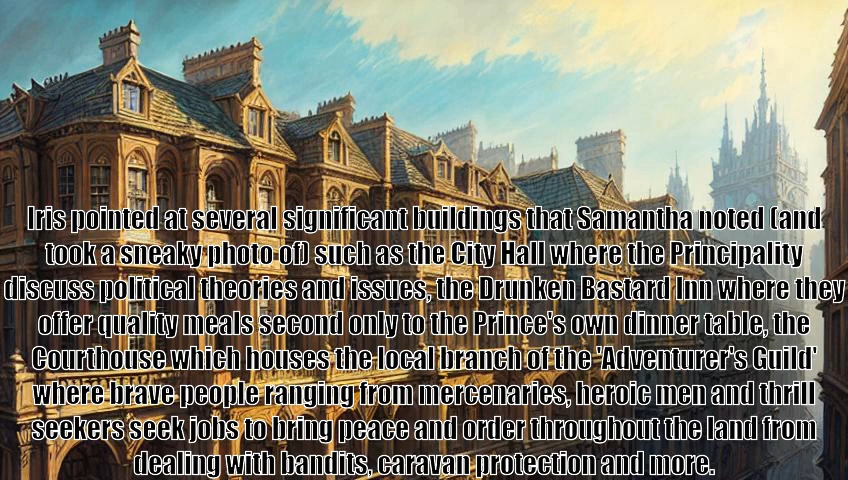 Iris pointed at several significant buildings that Samantha noted (and
took a sneaky photo of) such as the City Hall where the Principality
discuss political theories and issues, the Drunken Bastard Inn where they
offer quality meals second only to the Prince's own dinner table, the
Courthouse which houses the local branch of the 'Adventurer's Guild'
where brave people ranging from mercenaries, heroic men and thrill
seekers seek jobs to bring peace and order throughout the land from
dealing with bandits, caravan protection and more.